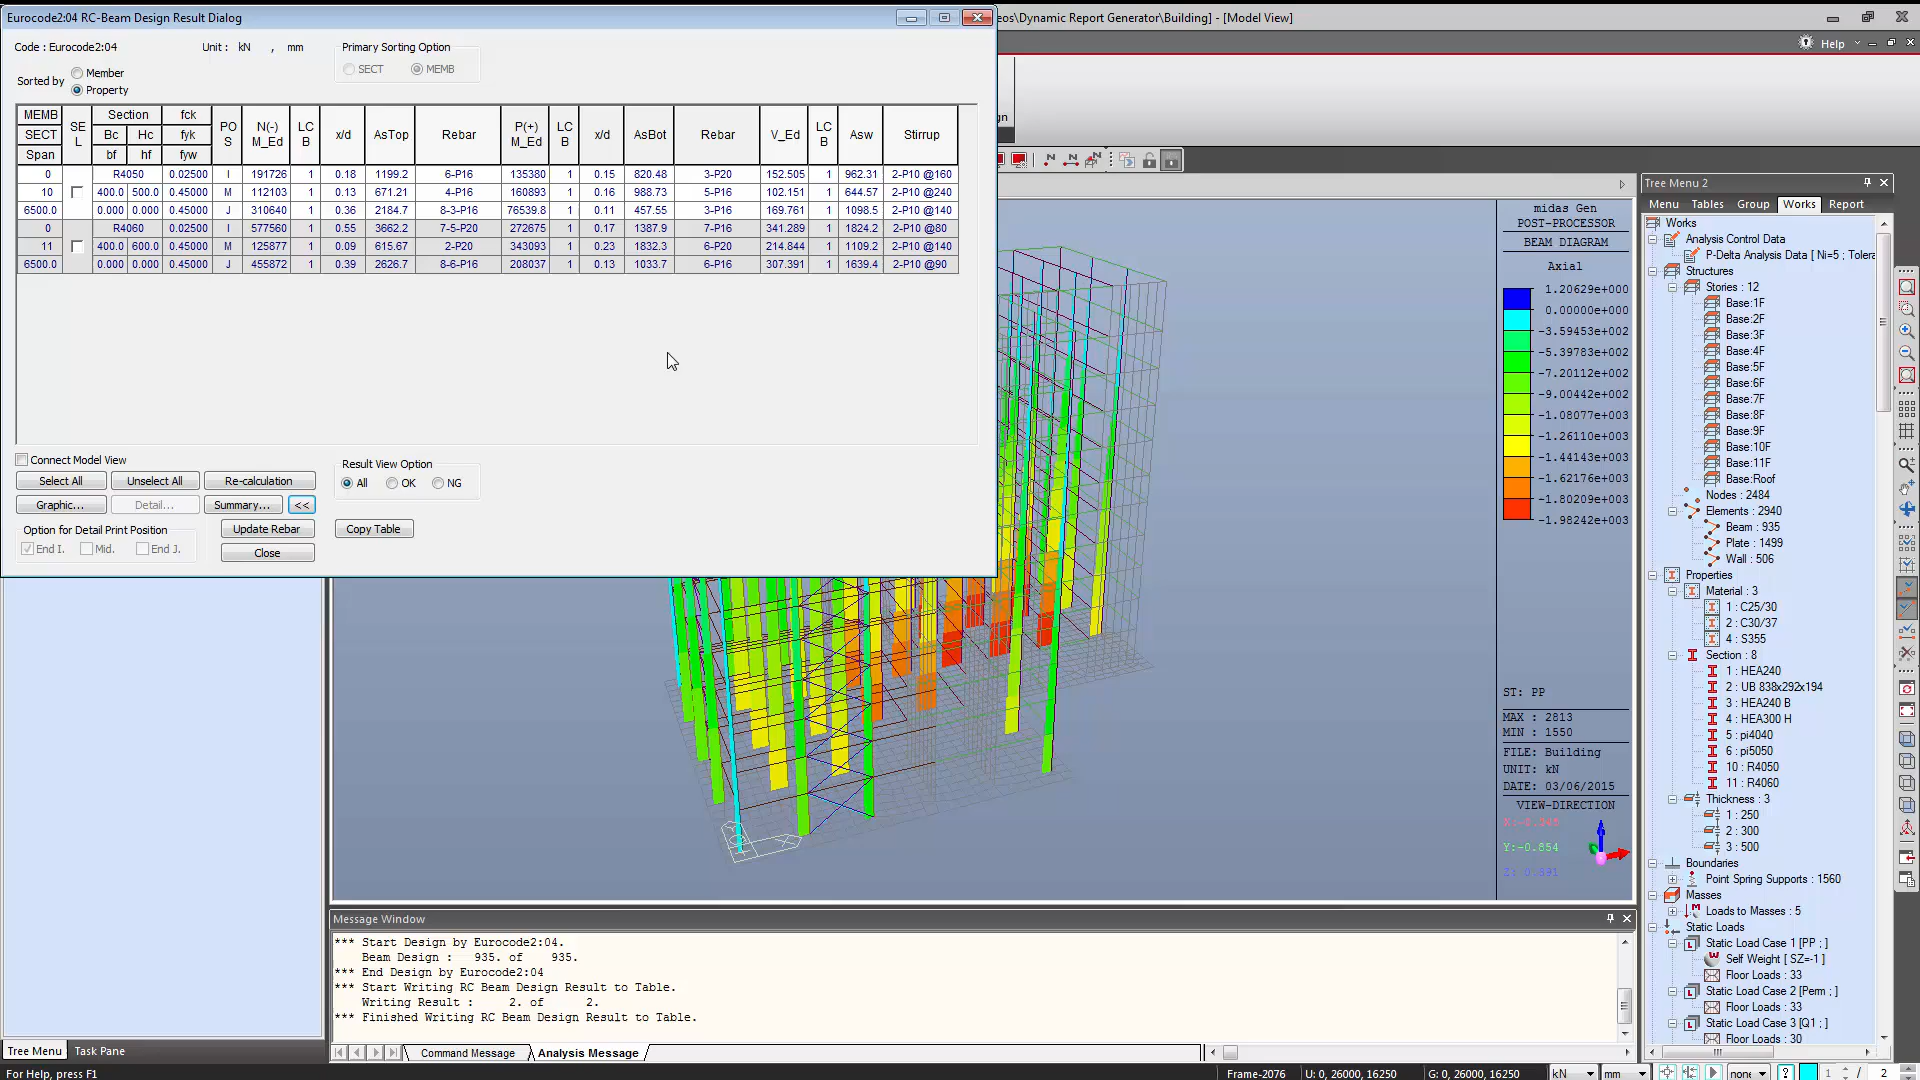 Eurocode2:04 RC-Beam Design Result Dialog
eos\Dynamic Report Generator\Building] - [Model View]
Help
Code : Eurocode2:04
Unit : kN , mm
Primary Sorting Option
SECT MEMB
Sorted by Member
Property
MEMB SE L Section fck PO S N(-) M_Ed LC B x/d AsTop Rebar P(+) M_Ed LC B x/d AsBot Rebar V_Ed LC B Asw Stirrup
SECT Bc Hc fyk
Span bf hf fyw
0 R4050 0.02500 I 191726 1 0.18 1199.2 6-P16 135380 1 0.15 820.48 3-P20 152.505 1 962.31 2-P10 @160
10 400.0 500.0 0.45000 M 112103 1 0.13 671.21 4-P16 160893 1 0.16 988.73 5-P16 102.151 1 644.57 2-P10 @240
6500.0 0.000 0.000 0.45000 J 310640 1 0.36 2184.7 8-3-P16 76539.8 1 0.11 457.55 3-P16 169.761 1 1098.5 2-P10 @140
0 R4060 0.02500 I 577560 1 0.55 3662.2 7-5-P20 272675 1 0.17 1387.9 7-P16 341.289 1 1824.2 2-P10 @80
11 400.0 600.0 0.45000 M 125877 1 0.09 615.67 2-P20 343093 1 0.23 1832.3 6-P20 214.844 1 1109.2 2-P10 @140
6500.0 0.000 0.000 0.45000 J 455872 1 0.39 2626.7 8-6-P16 208037 1 0.13 1033.7 6-P16 307.391 1 1639.4 2-P10 @90
Connect Model View
Select All Unselect All Re-calculation
Graphic... Detail... Summary... <<
Result View Option
All OK NG
Option for Detail Print Position
End I. Mid. End J.
Update Rebar
Close
Copy Table
midas Gen
POST-PROCESSOR
BEAM DIAGRAM
Axial
1.20629e+000
0.00000e+000
-3.59453e+002
-5.39783e+002
-7.20112e+002
-9.00442e+002
-1.08077e+003
-1.26110e+003
-1.44143e+003
-1.62176e+003
-1.80209e+003
-1.98242e+003
ST: PP
MAX : 2813
MIN : 1550
FILE: Building
UNIT: kN
DATE: 03/06/2015
VIEW-DIRECTION
Y:-0.854
Tree Menu 2
Menu Tables Group Works Report
Works
Analysis Control Data
P-Delta Analysis Data [ Ni=5 ; Tolera
Structures
Stories : 12
Base:1F
Base:2F
Base:3F
Base:4F
Base:5F
Base:6F
Base:7F
Base:8F
Base:9F
Base:10F
Base:11F
Base:Roof
Nodes : 2484
Elements : 2940
Beam : 935
Plate : 1499
Wall : 506
Properties
Material : 3
1 : C25/30
2 : C30/37
4 : S355
Section : 8
1 : HEA240
2 : UB 838x292x194
3 : HEA240 B
4 : HEA300 H
5 : pi4040
6 : pi5050
10 : R4050
11 : R4060
Thickness : 3
1 : 250
2 : 300
3 : 500
Boundaries
Point Spring Supports : 1560
Masses
Loads to Masses : 5
Static Loads
Static Load Case 1 [PP ; ]
Self Weight [ SZ=-1 ]
Floor Loads : 33
Static Load Case 2 [Perm ; ]
Floor Loads : 33
Static Load Case 3 [Q1 ; ]
Floor Loads : 30
Message Window
*** Start Design by Eurocode2:04.
Beam Design : 935. of 935.
*** End Design by Eurocode2:04
*** Start Writing RC Beam Design Result to Table.
Writing Result : 2. of 2.
*** Finished Writing RC Beam Design Result to Table.
Command Message Analysis Message
Tree Menu Task Pane
For Help, press F1
Frame-2076 U: 0, 26000, 16250 G: 0, 26000, 16250 kN mm none ? 1 / 2